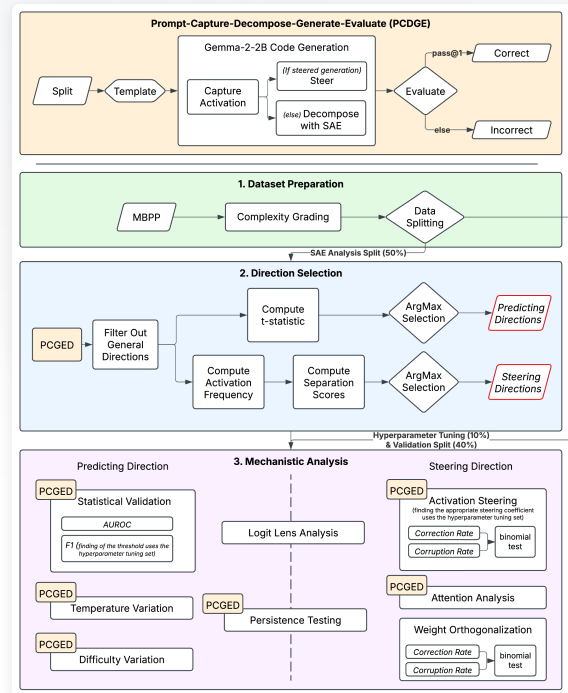 Prompt-Capture-Decompose-Generate-Evaluate (PCDGE)
Gemma-2-2B Code Generation
Split
Template
Capture
Activation
(If steered generation)
Steer
(else) Decompose
with SAE
Evaluate
pass@1
Correct
else
Incorrect
1. Dataset Preparation
MBPP
Complexity Grading
Data
Splitting
SAE Analysis Split (50%)
2. Direction Selection
PCGED
Filter Out
General
Directions
Compute
t-statistic
ArgMax
Selection
Predicting
Directions
Compute
Activation
Frequency
Compute
Separation
Scores
ArgMax
Selection
Steering
Directions
Hyperparameter Tuning (10%)
& Validation Split (40%)
3. Mechanistic Analysis
Predicting Direction
PCGED
Statistical Validation
AUROC
F1 (finding of the threshold uses the
hyperparameter tuning set)
PCGED
Temperature Variation
PCGED
Difficulty Variation
Logit Lens Analysis
PCGED
Persistence Testing
Steering Direction
PCGED
Activation Steering
(finding the appropriate steering coefficient
uses the hyperparameter tuning set)
Correction Rate
Corruption Rate
binomial
test
PCGED
Attention Analysis
Weight Orthogonalization
Correction Rate
Corruption Rate
binomial
test